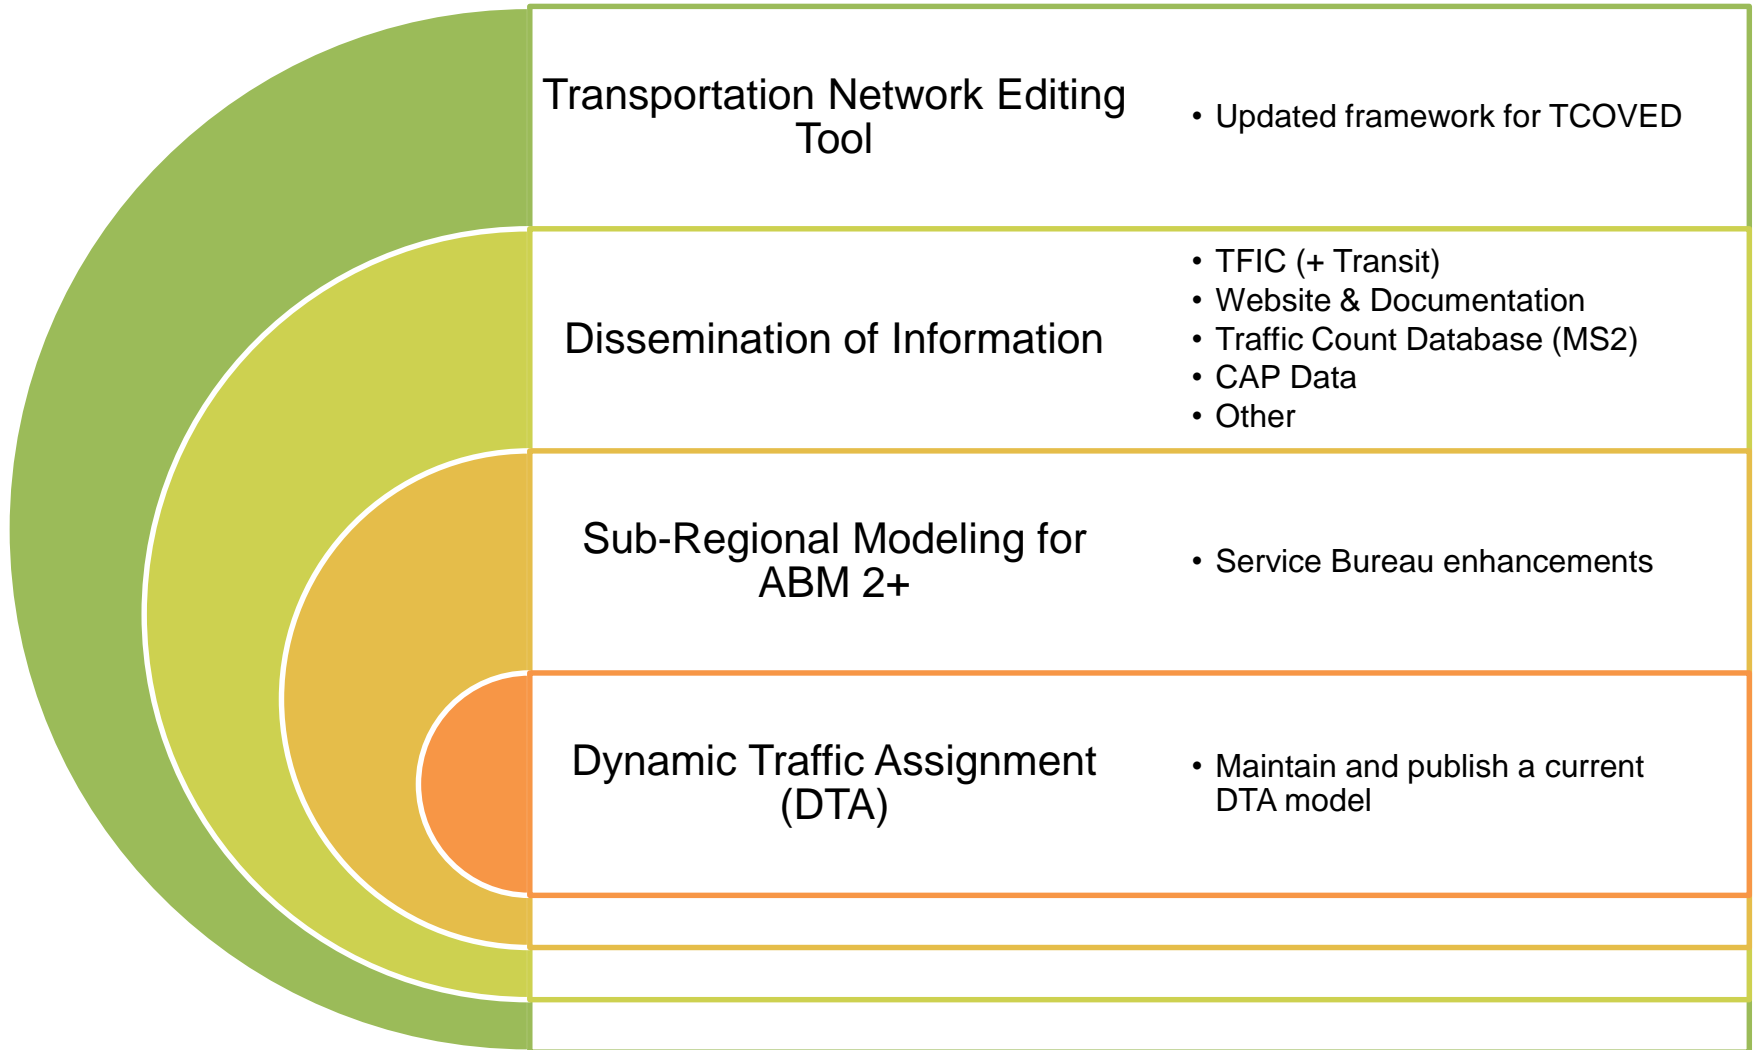 Transportation Network Editing
Tool
• Updated framework for TCOVED
Dissemination of Information
• TFIC (+ Transit)
• Website & Documentation
• Traffic Count Database (MS2)
• CAP Data
• Other
Sub-Regional Modeling for
ABM 2+
• Service Bureau enhancements
Dynamic Traffic Assignment
(DTA)
• Maintain and publish a current
DTA model